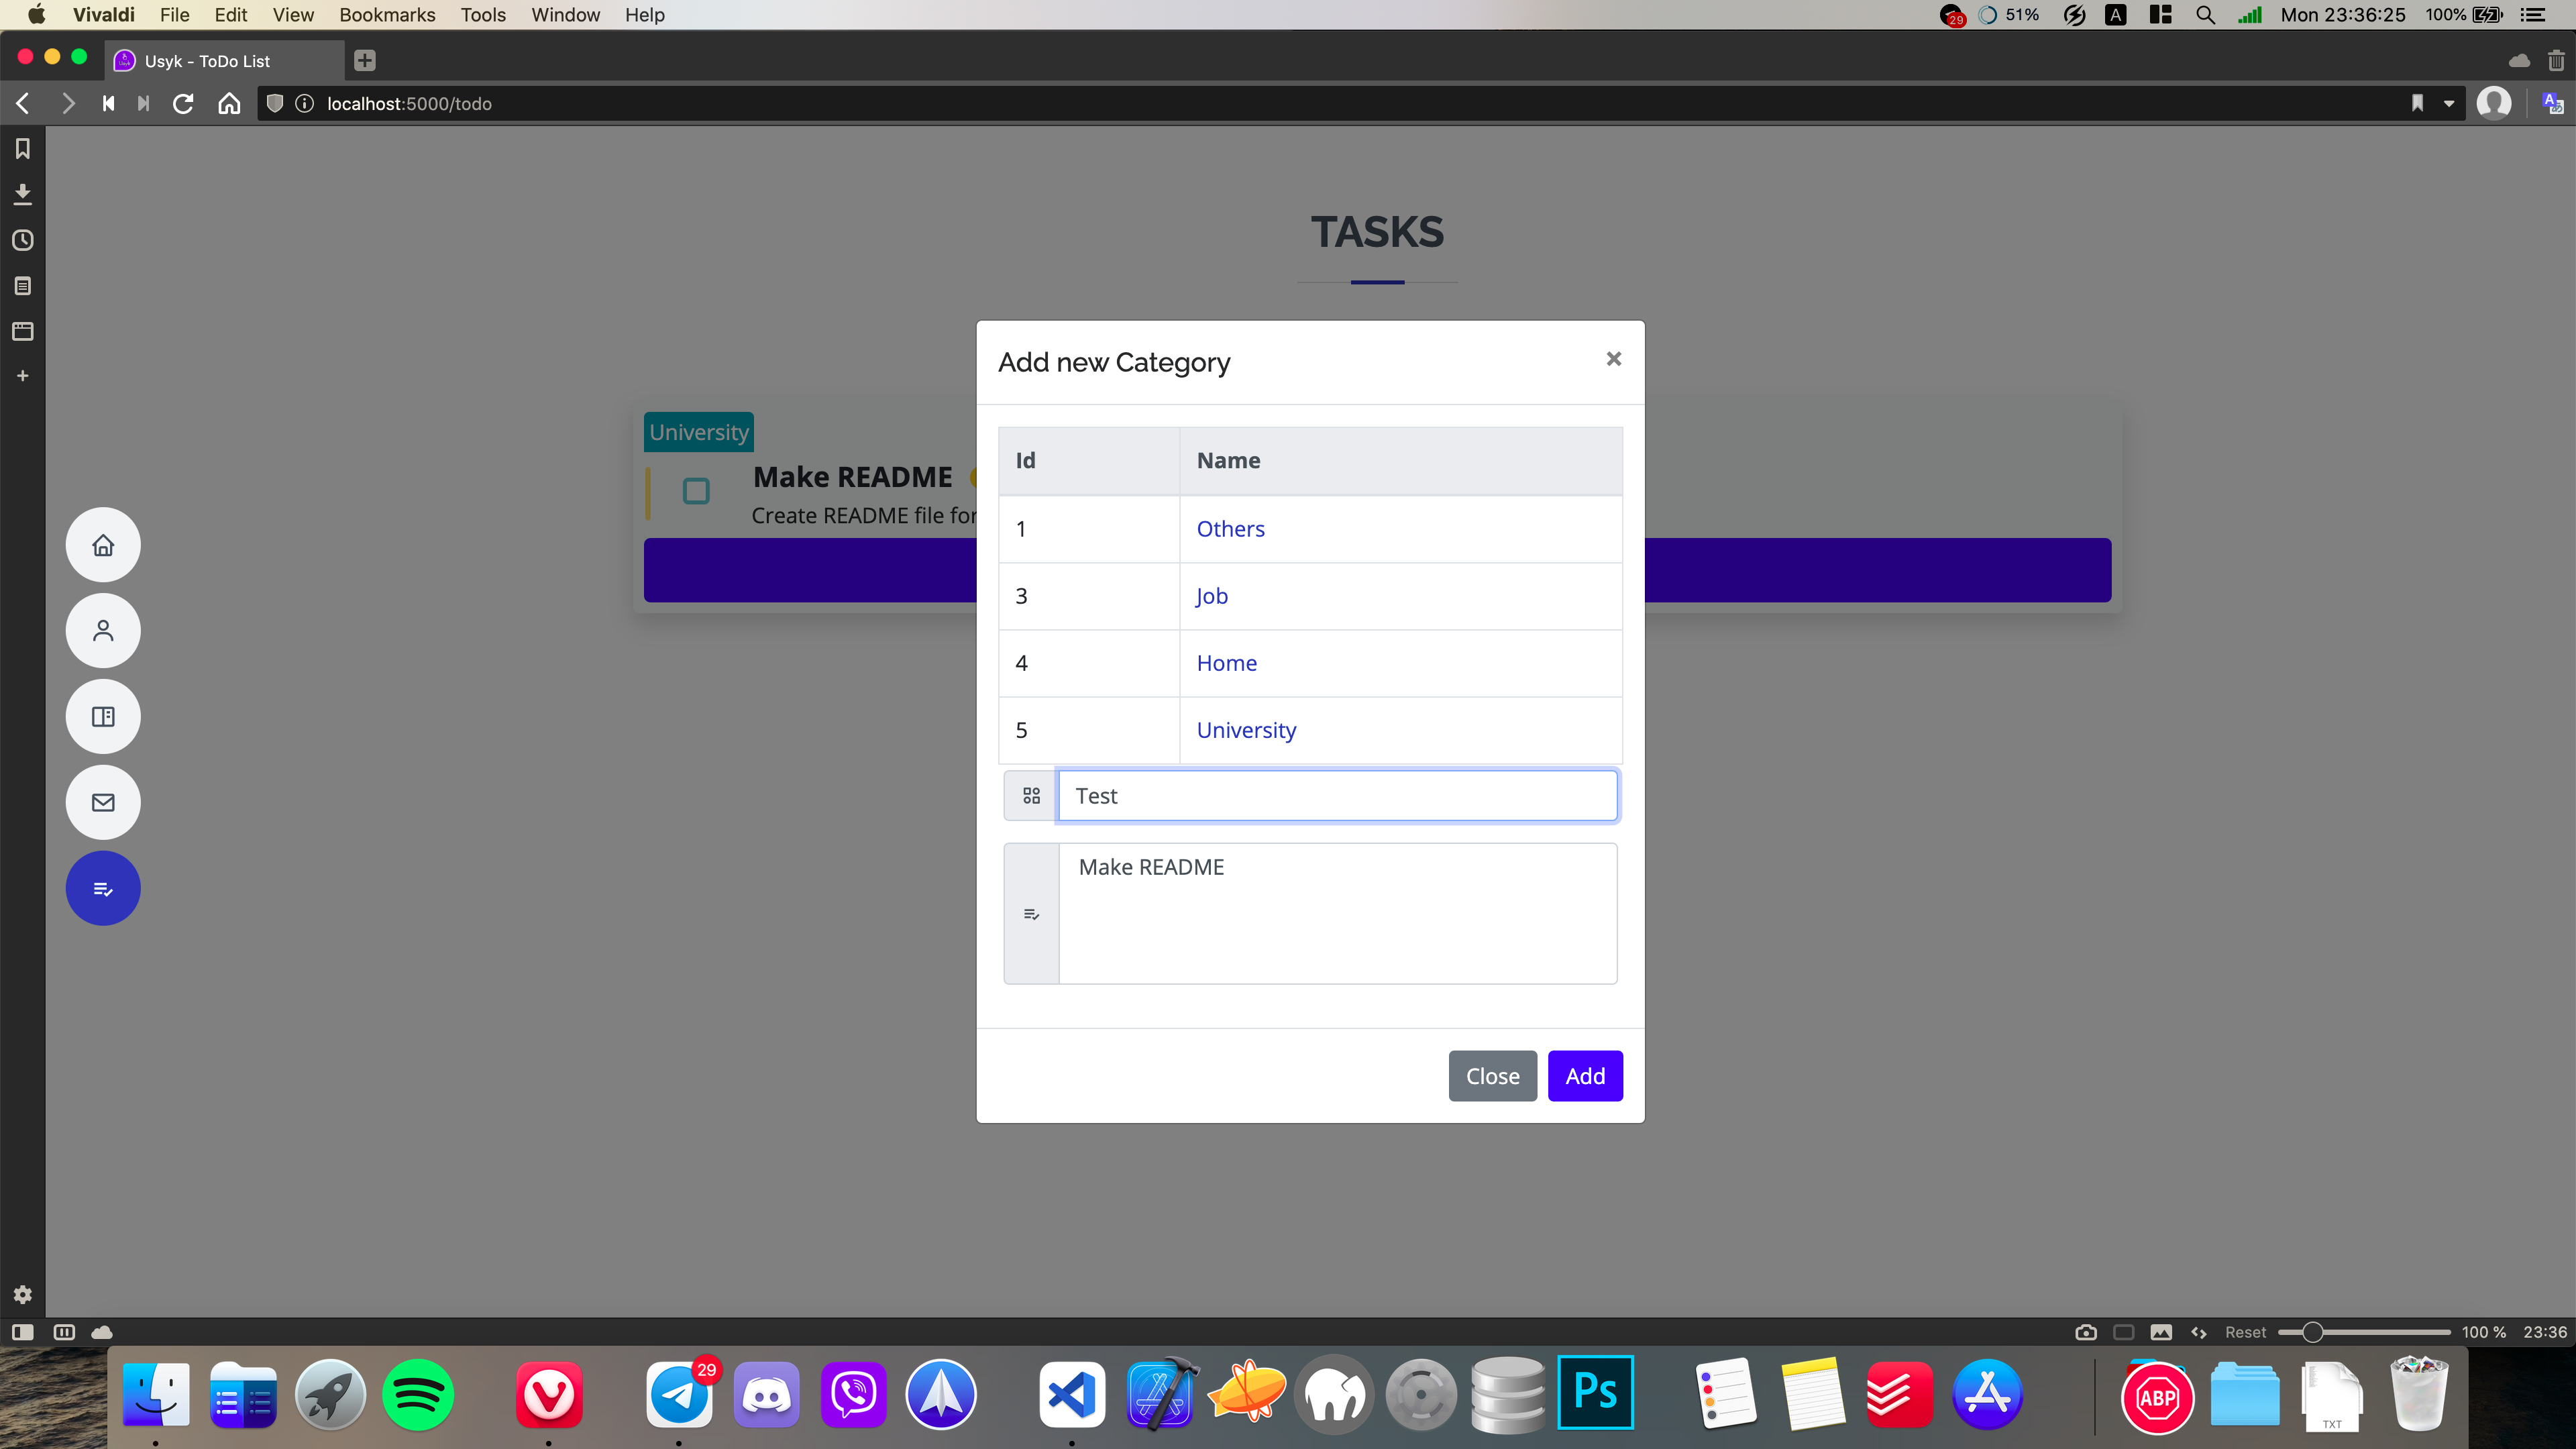 Vivaldi File Edit View Bookmarks Tools Window Help 29 51% A Mon 23:36:25 100%
Usyk - ToDo List
localhost:5000/todo
TASKS
Add new Category ×
University
Make README
Create README file for
Id Name
1 Others
3 Job
4 Home
5 University
Test
Make README
Close Add
Reset 100 % 23:36
29
Ps
ABP
TXT